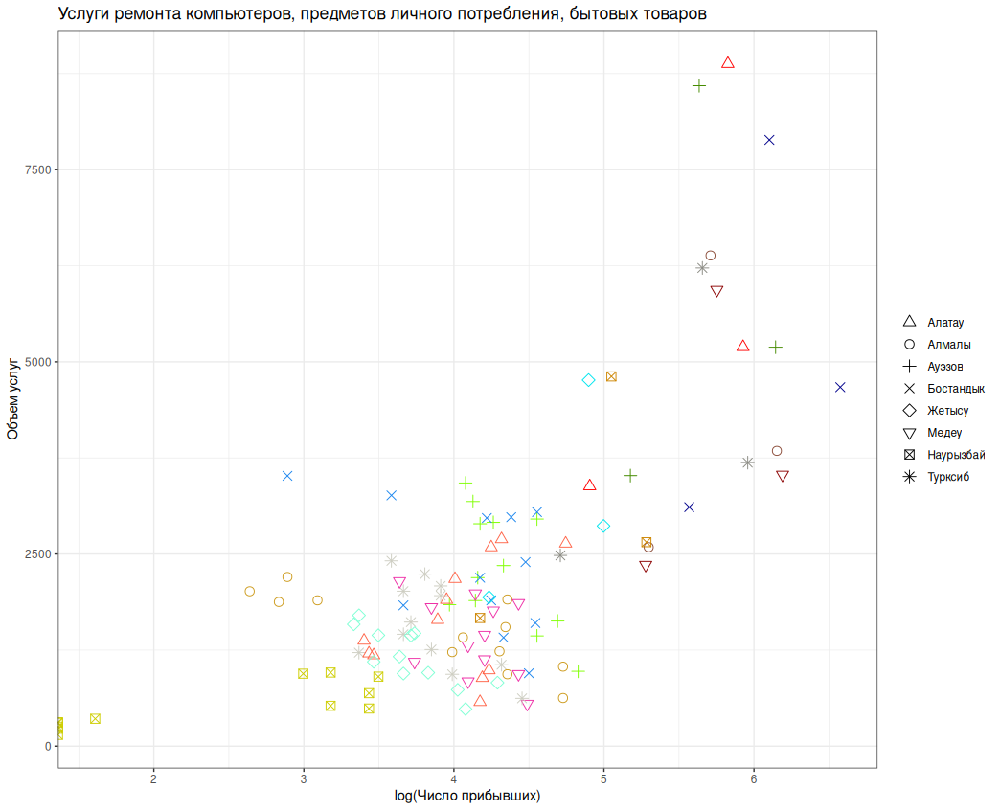 Услуги ремонта компьютеров, предметов личного потребления, бытовых товаров
Объем услуг
7500
5000
2500
0
2
3
4
5
6
log(Число прибывших)
Алатау
Алмалы
Ауэзов
Бостандык
Жетысу
Медеу
Наурызбай
Турксиб